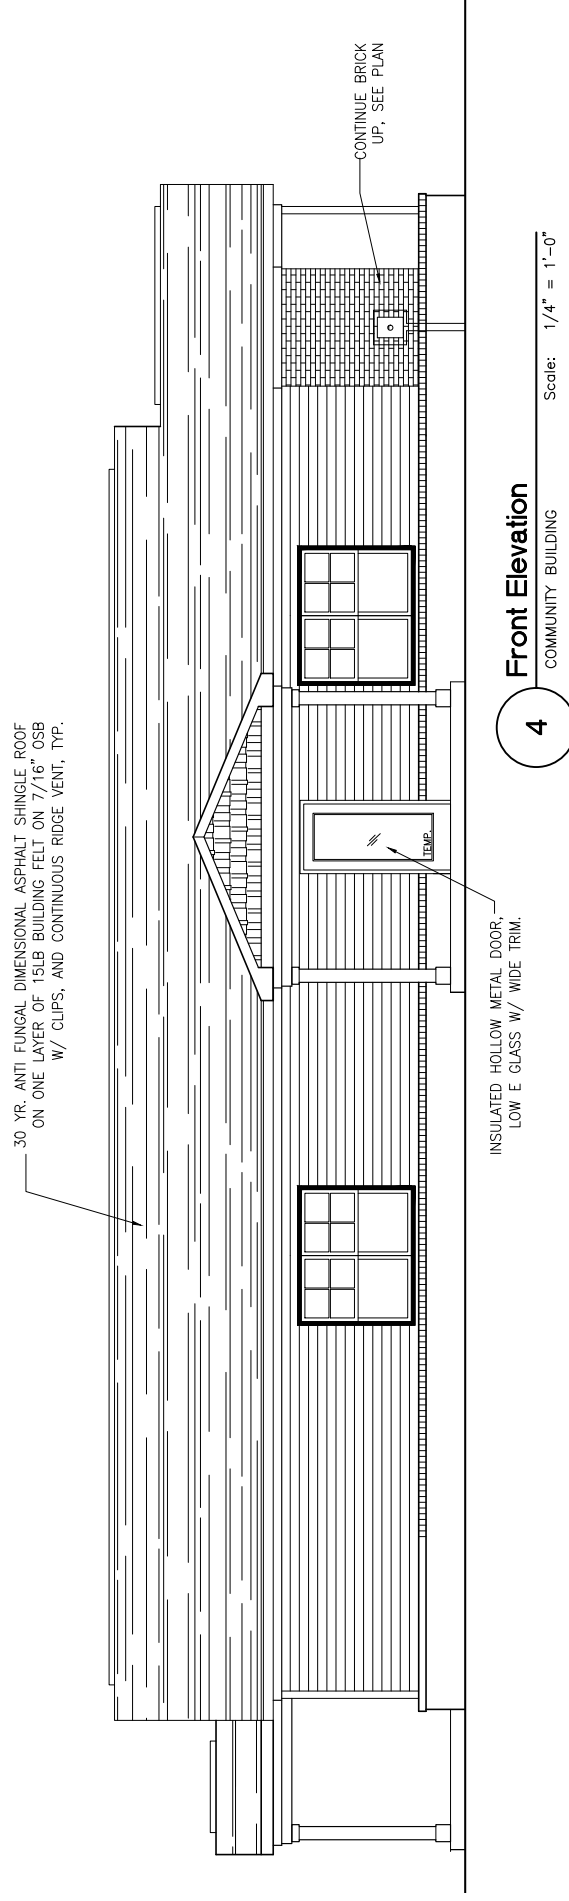 30 YR. ANTI FUNGAL DIMENSIONAL ASPHALT SHINGLE ROOF
ON ONE LAYER OF 15LB BUILDING FELT ON 7/16" OSB
W/ CLIPS, AND CONTINUOUS RIDGE VENT, TYP.
CONTINUE BRICK
UP, SEE PLAN
TEMP.
INSULATED HOLLOW METAL DOOR,
LOW E GLASS W/ WIDE TRIM.
4
Front Elevation
COMMUNITY BUILDING
Scale: 1/4" = 1'-0"